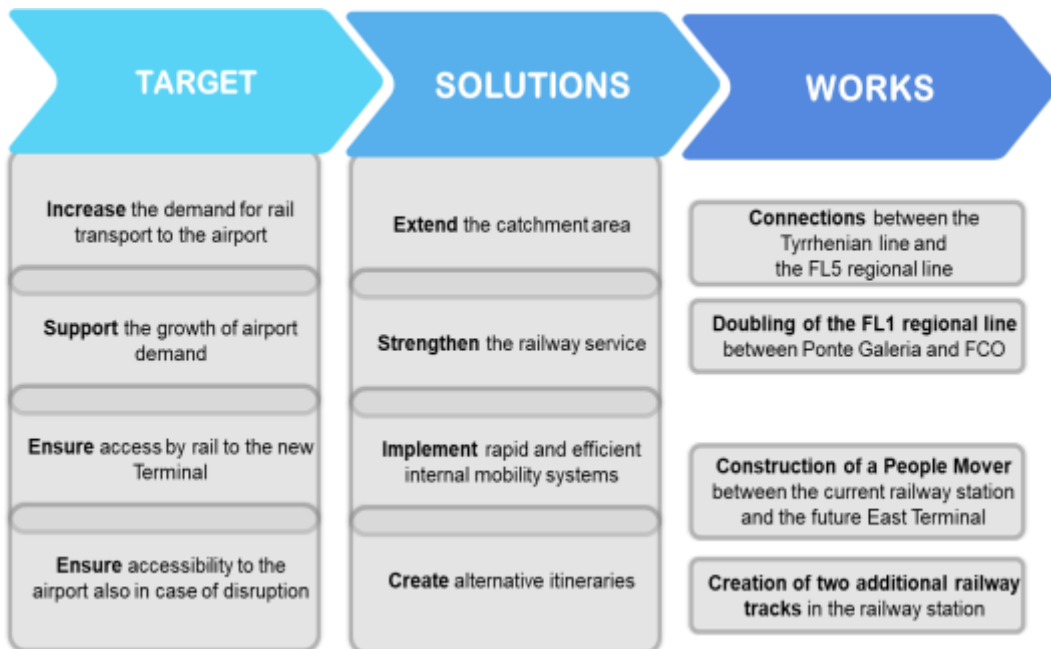 TARGET
Increase the demand for rail
transport to the airport
Support the growth of airport
demand
Ensure access by rail to the new
Terminal
Ensure accessibility to the
airport also in case of disruption
SOLUTIONS
Extend the catchment area
Strengthen the railway service
Implement rapid and efficient
internal mobility systems
Create alternative itineraries
WORKS
Connections between the
Tyrrhenian line and
the FL5 regional line
Doubling of the FL1 regional line
between Ponte Galeria and FCO
Construction of a People Mover
between the current railway station
and the future East Terminal
Creation of two additional railway
tracks in the railway station